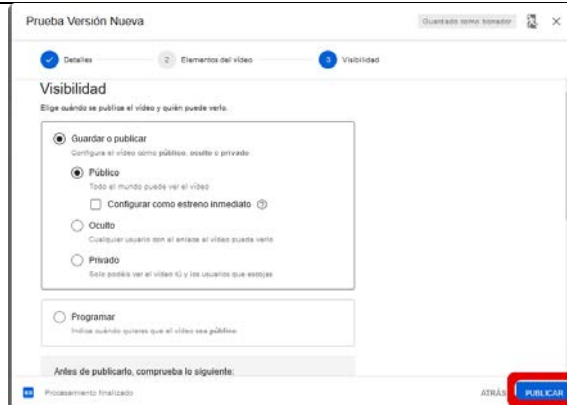 Prueba Versión Nueva
Guardado como borrador
Detalles
2 Elementos del vídeo
3 Visibilidad
Visibilidad
Elige cuándo se publica el vídeo y quién puede verlo.
Guardar o publicar
Configura el vídeo como público, oculto o privado
Público
Todo el mundo puede ver el vídeo
Configurar como estreno inmediato ?
Oculto
Cualquier usuario con el enlace al vídeo puede verlo
Privado
Solo podéis ver el vídeo tú y los usuarios que escojas
Programar
Indica cuándo quieres que el vídeo sea público
Antes de publicarlo, comprueba lo siguiente:
Procesamiento finalizado
ATRÁS
PUBLICAR